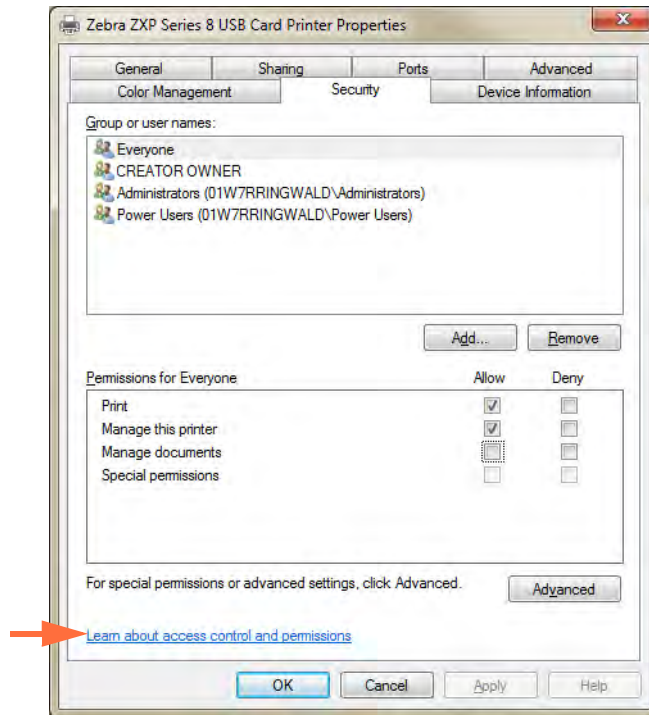 Zebra ZXP Series 8 USB Card Printer Properties
General Sharing Ports Advanced
Color Management Security Device Information
Group or user names:
Everyone
CREATOR OWNER
Administrators (01W7RRINGWALD\Administrators)
Power Users (01W7RRINGWALD\Power Users)
Add... Remove
Permissions for Everyone Allow Deny
Print
Manage this printer
Manage documents
Special permissions
For special permissions or advanced settings, click Advanced.
Advanced
Learn about access control and permissions
OK Cancel Apply Help